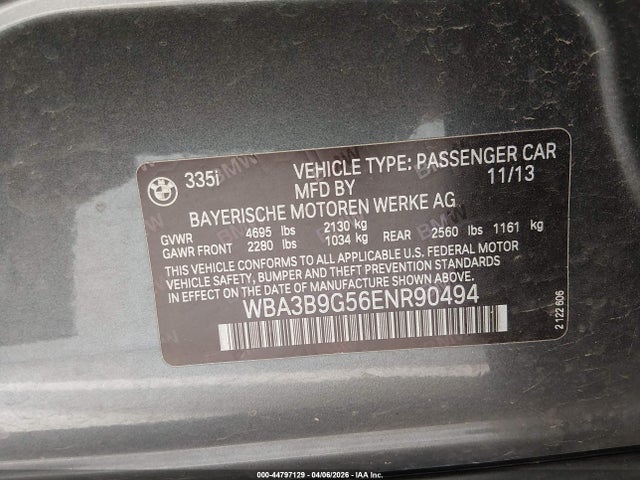 BMW
335i VEHICLE TYPE: PASSENGER CAR
MFD BY 11/13
BAYERISCHE MOTOREN WERKE AG
GVWR 4695 lbs 2130 kg
GAWR FRONT 2280 lbs 1034 kg REAR 2560 lbs 1161 kg
THIS VEHICLE CONFORMS TO ALL APPLICABLE U.S. FEDERAL MOTOR
VEHICLE SAFETY, BUMPER AND THEFT PREVENTION STANDARDS
IN EFFECT ON THE DATE OF MANUFACTURE SHOWN ABOVE.
WBA3B9G56ENR90494
2 122 606
000-44797129 - 04/06/2026 - IAA Inc.